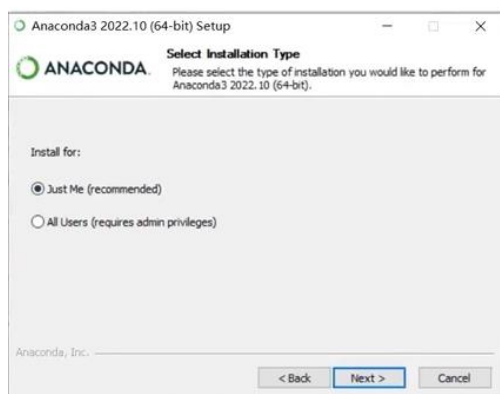 Anaconda3 2022.10 (64-bit) Setup
Select Installation Type
ANACONDA.
Please select the type of installation you would like to perform for
Anaconda3 2022.10 (64-bit).
Install for:
Just Me (recommended)
All Users (requires admin privileges)
Anaconda, Inc.
< Back Next > Cancel